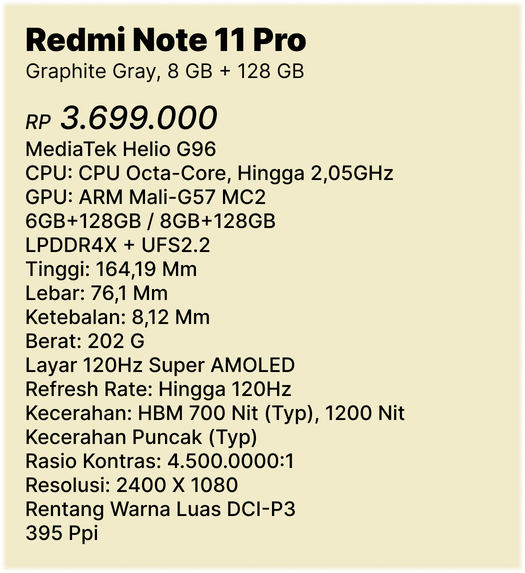 Redmi Note 11 Pro
Graphite Gray, 8 GB + 128 GB
RP 3.699.000
MediaTek Helio G96
CPU: CPU Octa-Core, Hingga 2,05GHz
GPU: ARM Mali-G57 MC2
6GB+128GB / 8GB+128GB
LPDDR4X + UFS2.2
Tinggi: 164,19 Mm
Lebar: 76,1 Mm
Ketebalan: 8,12 Mm
Berat: 202 G
Layar 120Hz Super AMOLED
Refresh Rate: Hingga 120Hz
Kecerahan: HBM 700 Nit (Typ), 1200 Nit
Kecerahan Puncak (Typ)
Rasio Kontras: 4.500.0000:1
Resolusi: 2400 X 1080
Rentang Warna Luas DCI-P3
395 Ppi